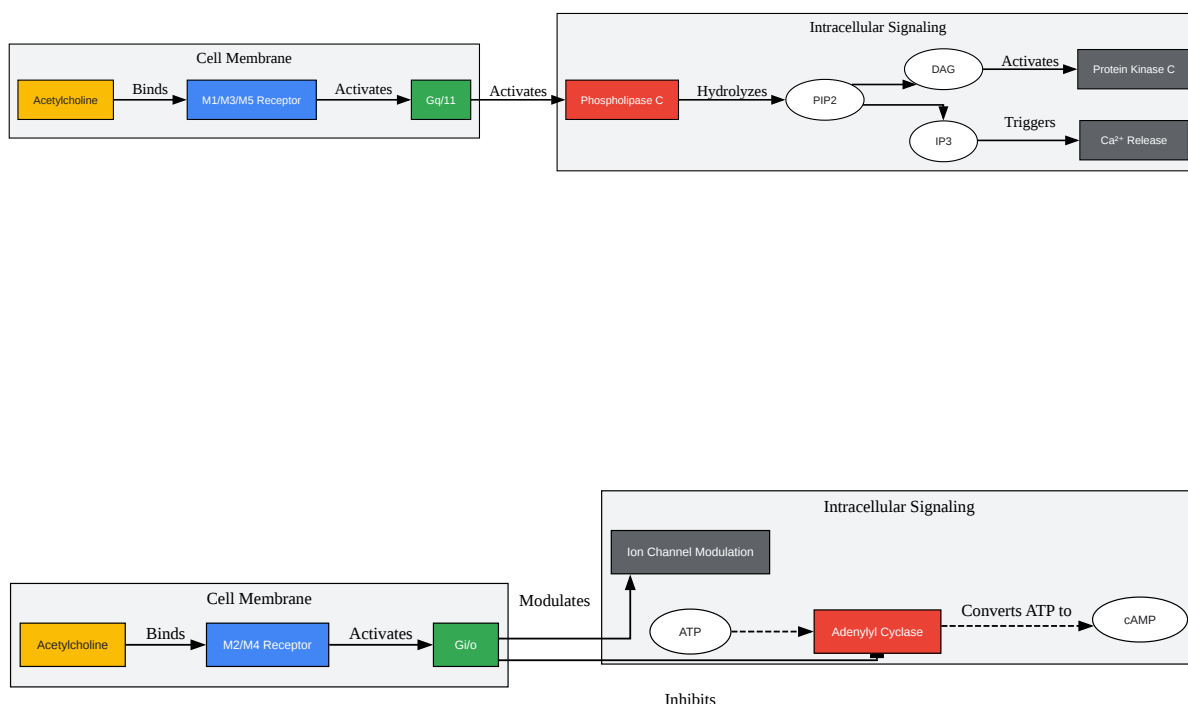 Intracellular Signaling
Cell Membrane
Acetylcholine
Binds
M1/M3/M5 Receptor
Activates
Gq/11
Activates
Phospholipase C
Hydrolyzes
PIP2
DAG
Activates
Protein Kinase C
IP3
Triggers
Ca²⁺ Release
Intracellular Signaling
Ion Channel Modulation
Cell Membrane
Modulates
Acetylcholine
Binds
M2/M4 Receptor
Activates
Gi/o
ATP
Adenylyl Cyclase
Converts ATP to
cAMP
Inhibits